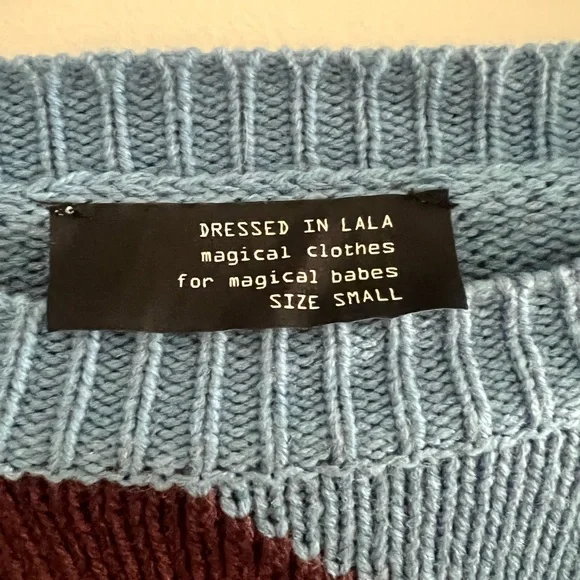 DRESSED IN LALA
magical clothes
for magical babes
SIZE SMALL